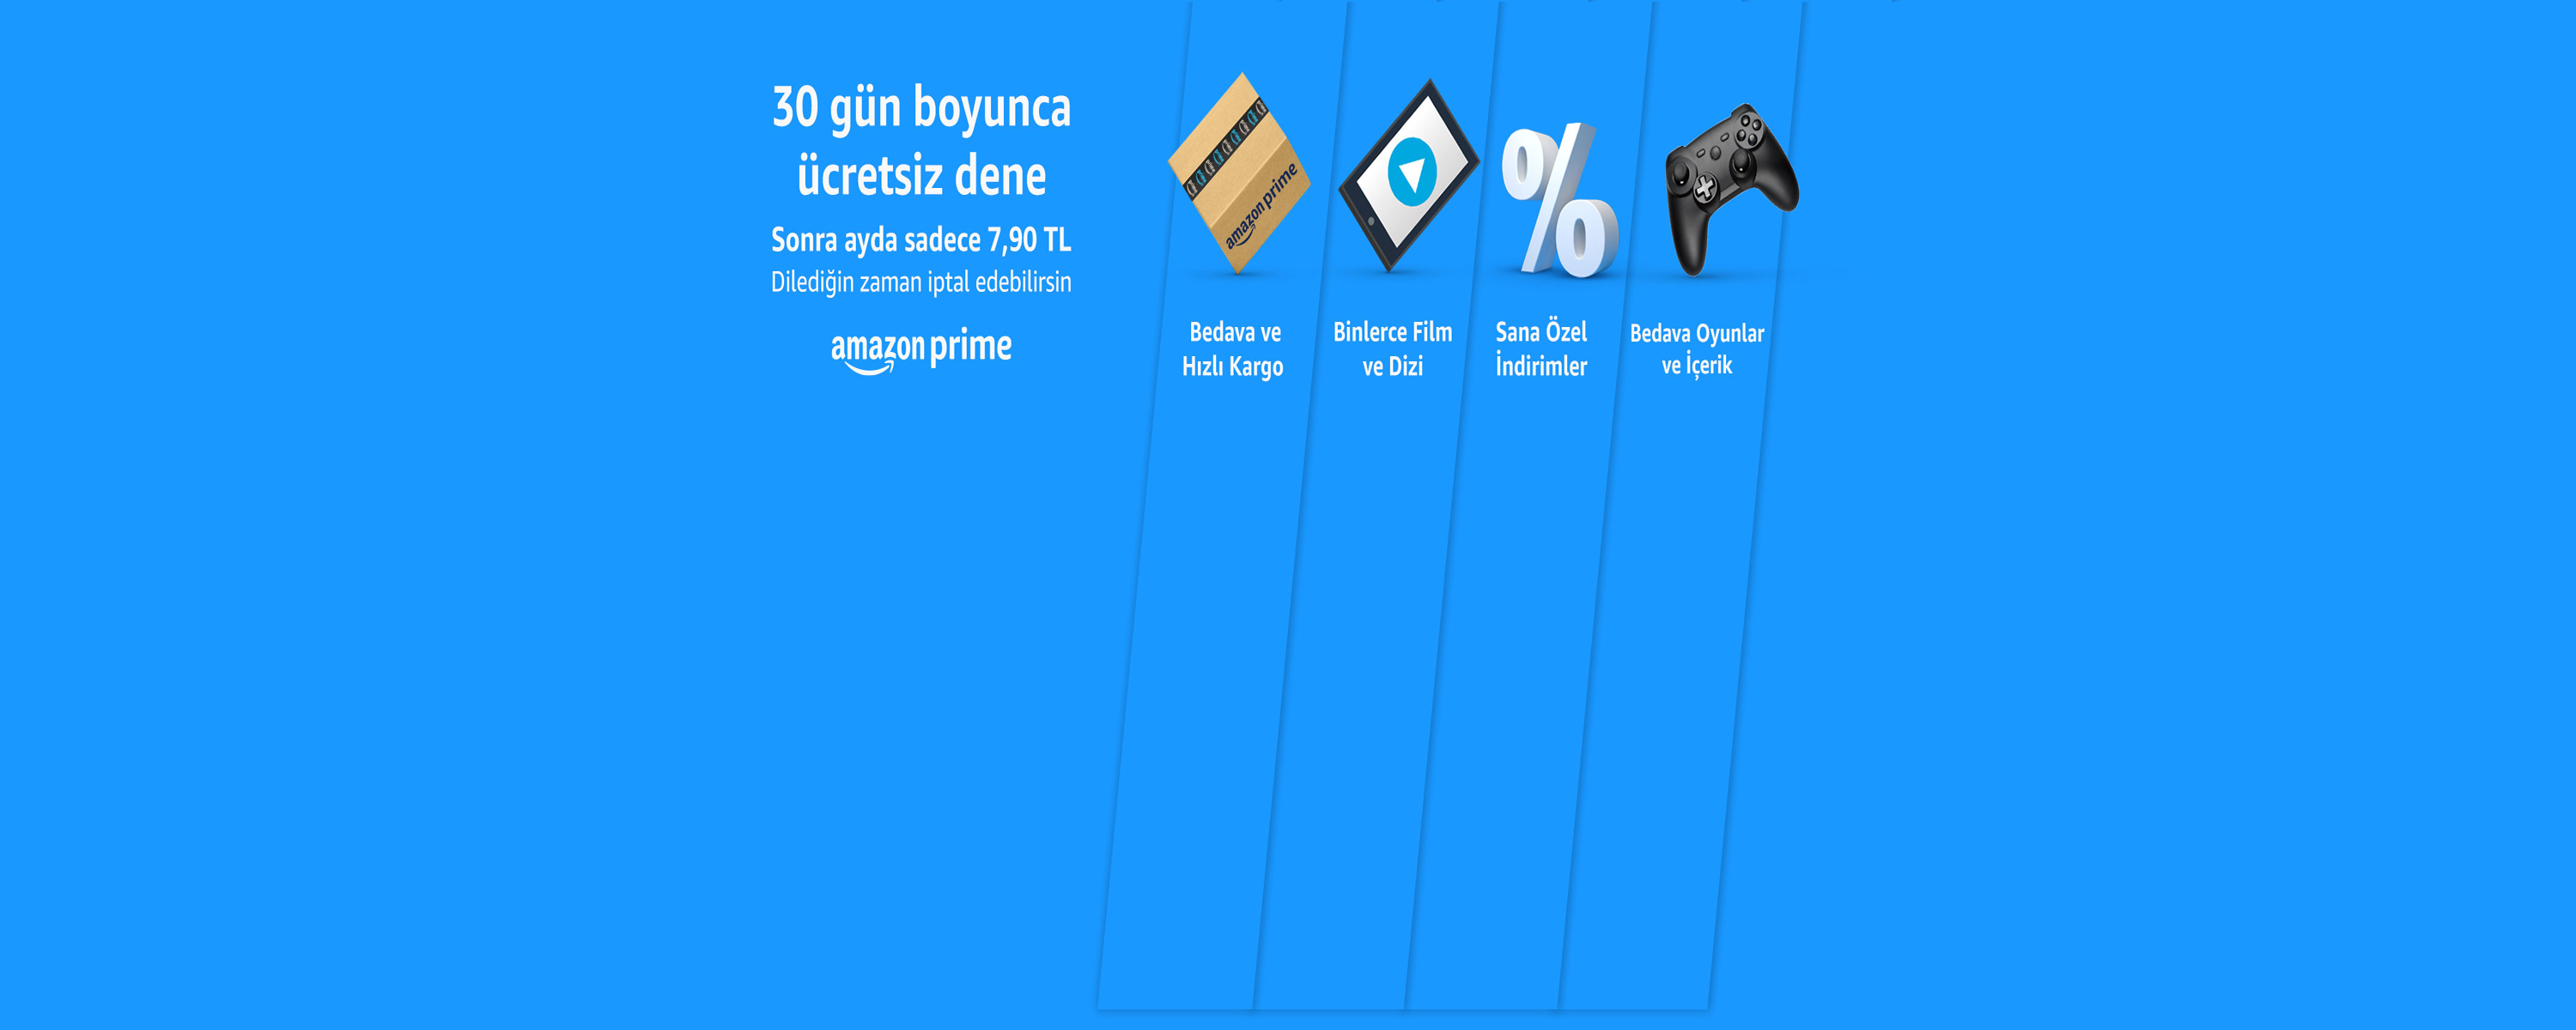 30 gün boyunca
ücretsiz dene
Sonra ayda sadece 7,90 TL
Dilediğin zaman iptal edebilirsin
amazon prime
amazon prime
Bedava ve
Hızlı Kargo
Binlerce Film
ve Dizi
%
Sana Özel
İndirimler
Bedava Oyunlar
ve İçerik